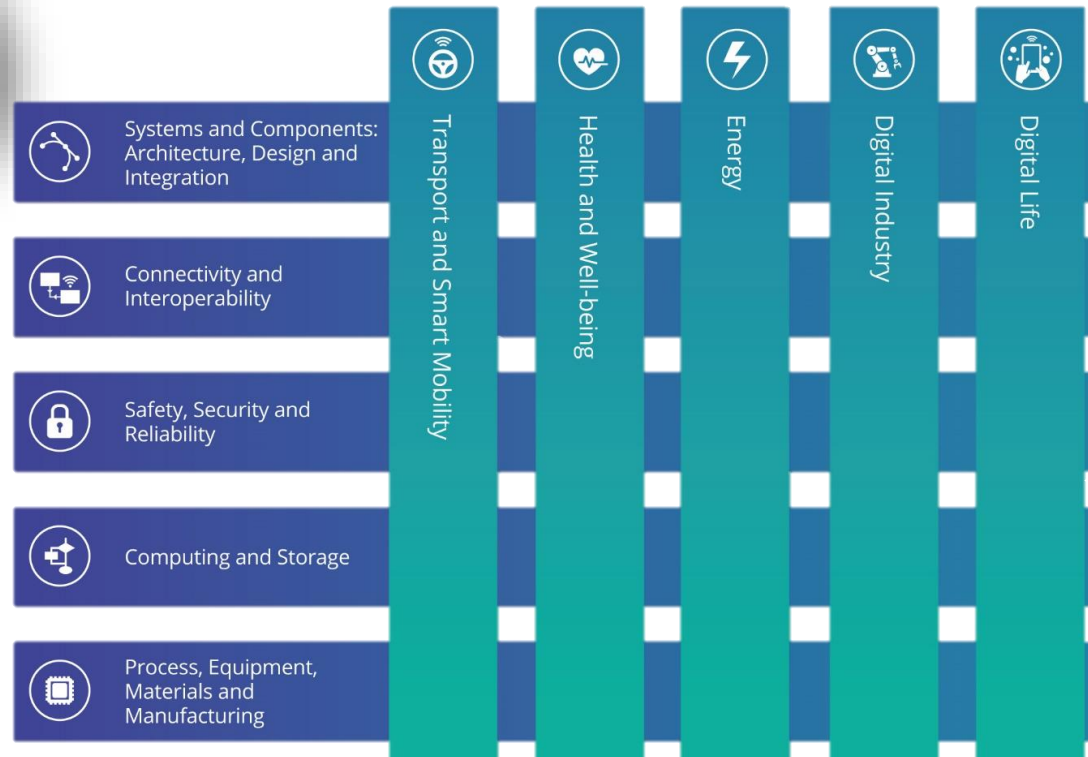 Transport and Smart Mobility
Health and Well-being
Energy
Digital Industry
Digital Life
Systems and Components:
Architecture, Design and
Integration
Connectivity and
Interoperability
Safety, Security and
Reliability
Computing and Storage
Process, Equipment,
Materials and
Manufacturing